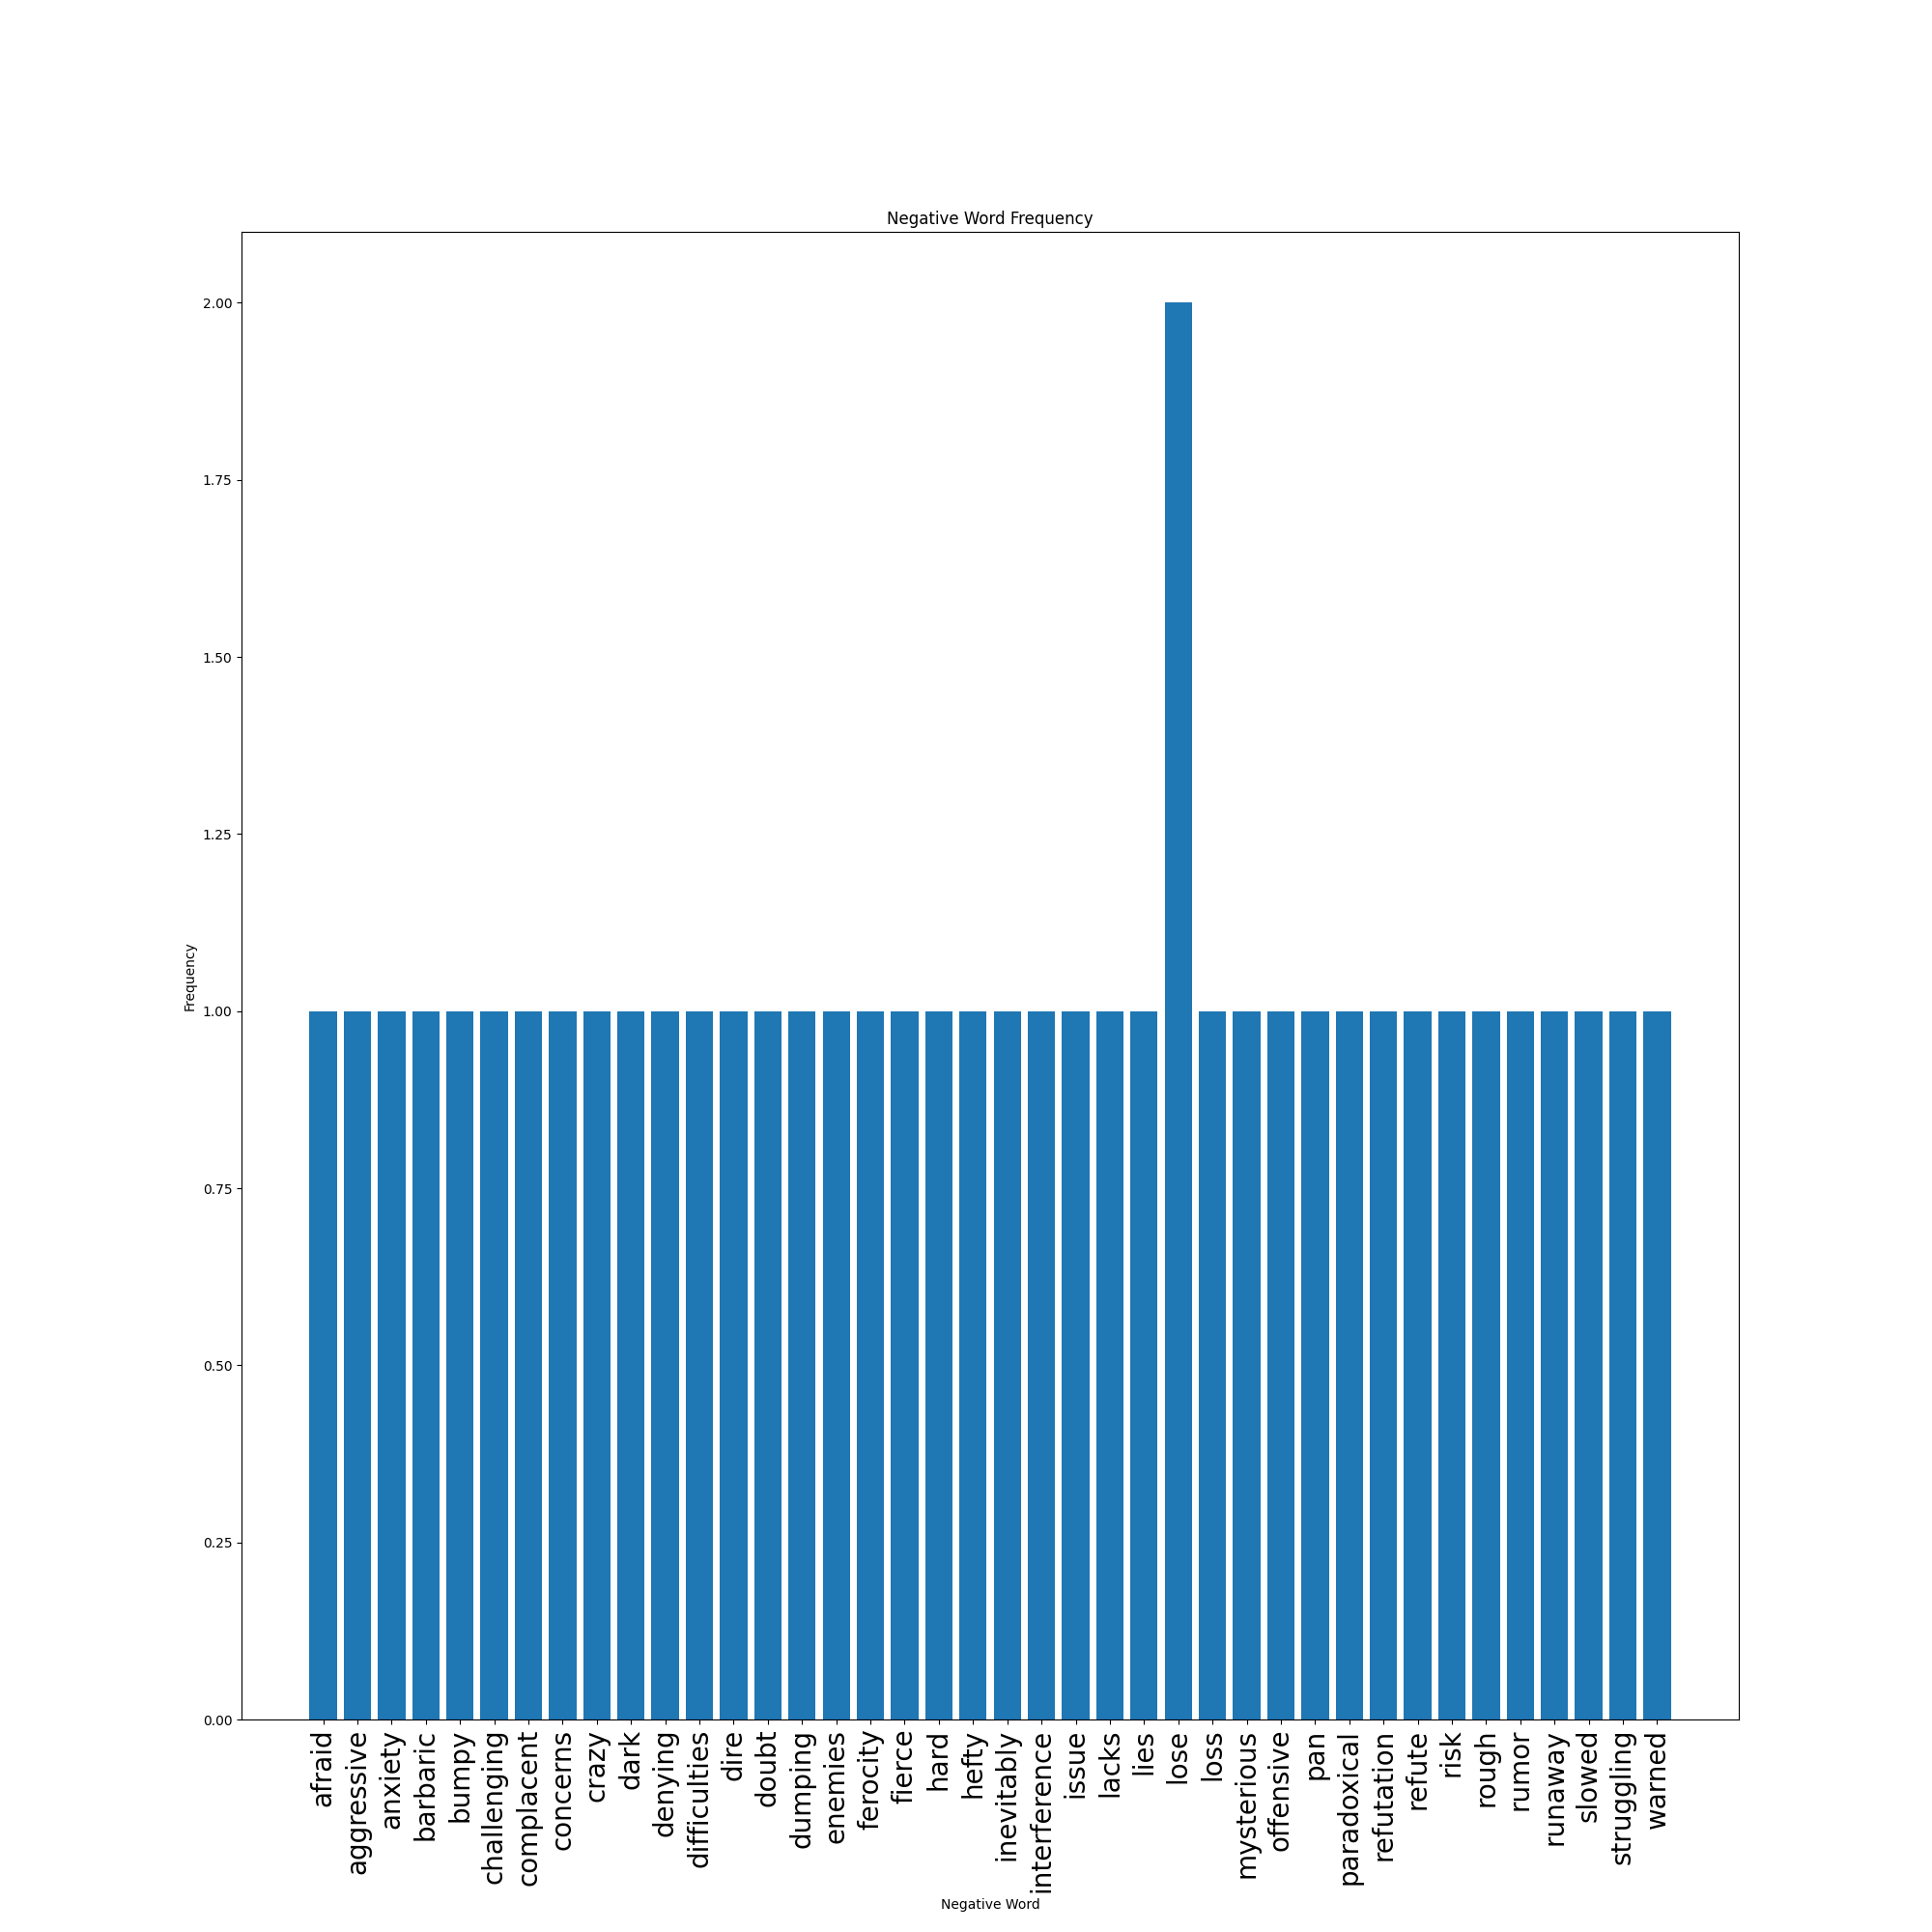 Negative Word Frequency
2.00
1.75
1.50
1.25
1.00
0.75
0.50
0.25
0.00
Frequency
afraid
aggressive
anxiety
barbaric
bumpy
challenging
complacent
concerns
crazy
dark
denying
difficulties
dire
doubt
dumping
enemies
ferocity
fierce
hard
hefty
inevitably
interference
issue
lacks
lies
lose
loss
mysterious
offensive
pan
paradoxical
refutation
refute
risk
rough
rumor
runaway
slowed
struggling
warned
Negative Word